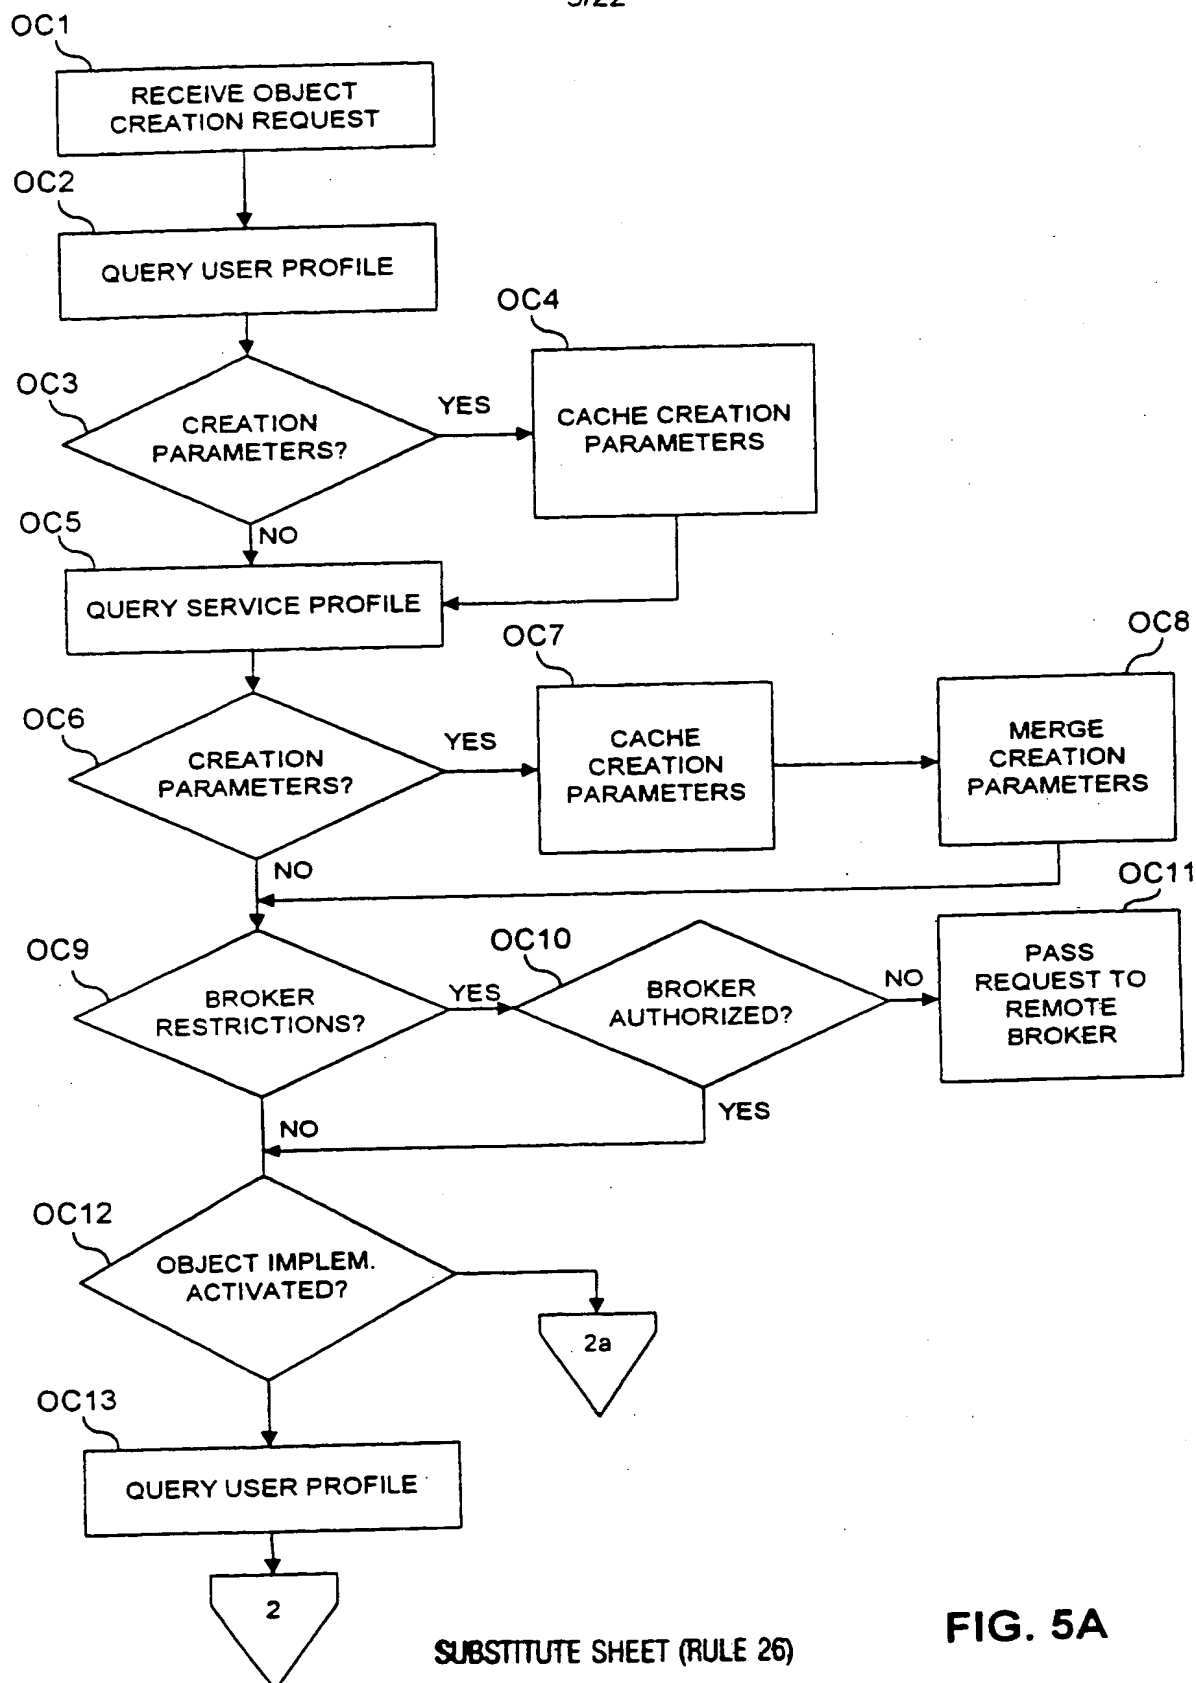 OC1
RECEIVE OBJECT
CREATION REQUEST
OC2
QUERY USER PROFILE
OC3
CREATION
PARAMETERS?
YES
NO
OC4
CACHE CREATION
PARAMETERS
OC5
QUERY SERVICE PROFILE
OC6
CREATION
PARAMETERS?
YES
NO
OC7
CACHE
CREATION
PARAMETERS
OC8
MERGE
CREATION
PARAMETERS
OC9
BROKER
RESTRICTIONS?
YES
NO
OC10
BROKER
AUTHORIZED?
NO
YES
OC11
PASS
REQUEST TO
REMOTE
BROKER
OC12
OBJECT IMPLEM.
ACTIVATED?
2a
OC13
QUERY USER PROFILE
2
SUBSTITUTE SHEET (RULE 26)
FIG. 5A